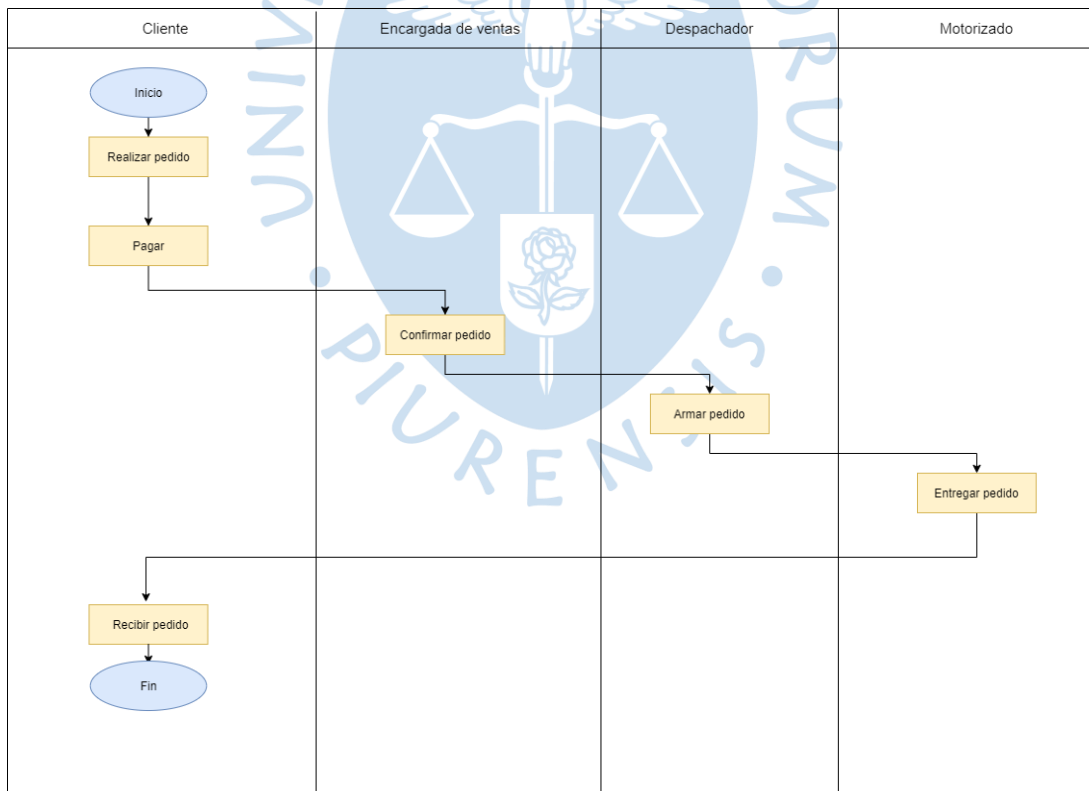 Cliente
Encargada de ventas
Despachador
Motorizado
Inicio
Realizar pedido
Pagar
Confirmar pedido
Armar pedido
Entregar pedido
Recibir pedido
Fin
PIURENSIS